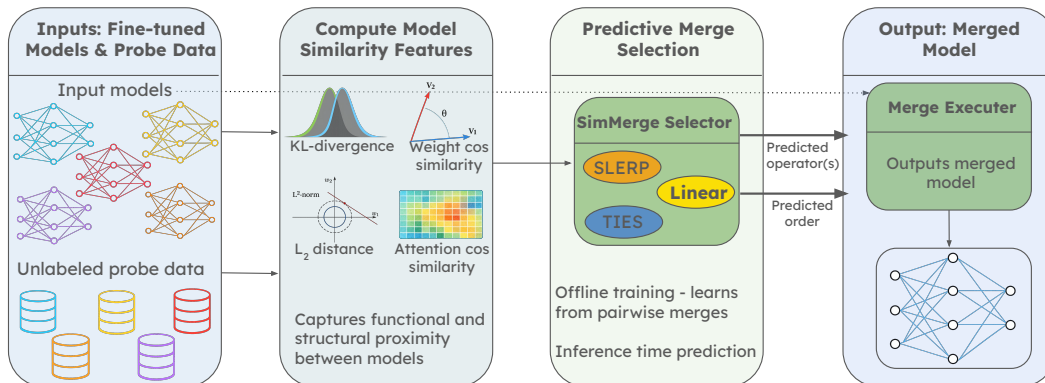 Inputs: Fine-tuned
Models & Probe Data
Input models
Unlabeled probe data
Compute Model
Similarity Features
KL-divergence
V₂
θ
V₁
Weight cos
similarity
L²-norm
w₂
w₁
L₂ distance
Attention cos
similarity
Captures functional and
structural proximity
between models
Predictive Merge
Selection
SimMerge Selector
SLERP
Linear
TIES
Offline training - learns
from pairwise merges
Inference time prediction
Predicted
operator(s)
Predicted
order
Output: Merged
Model
Merge Executer
Outputs merged
model